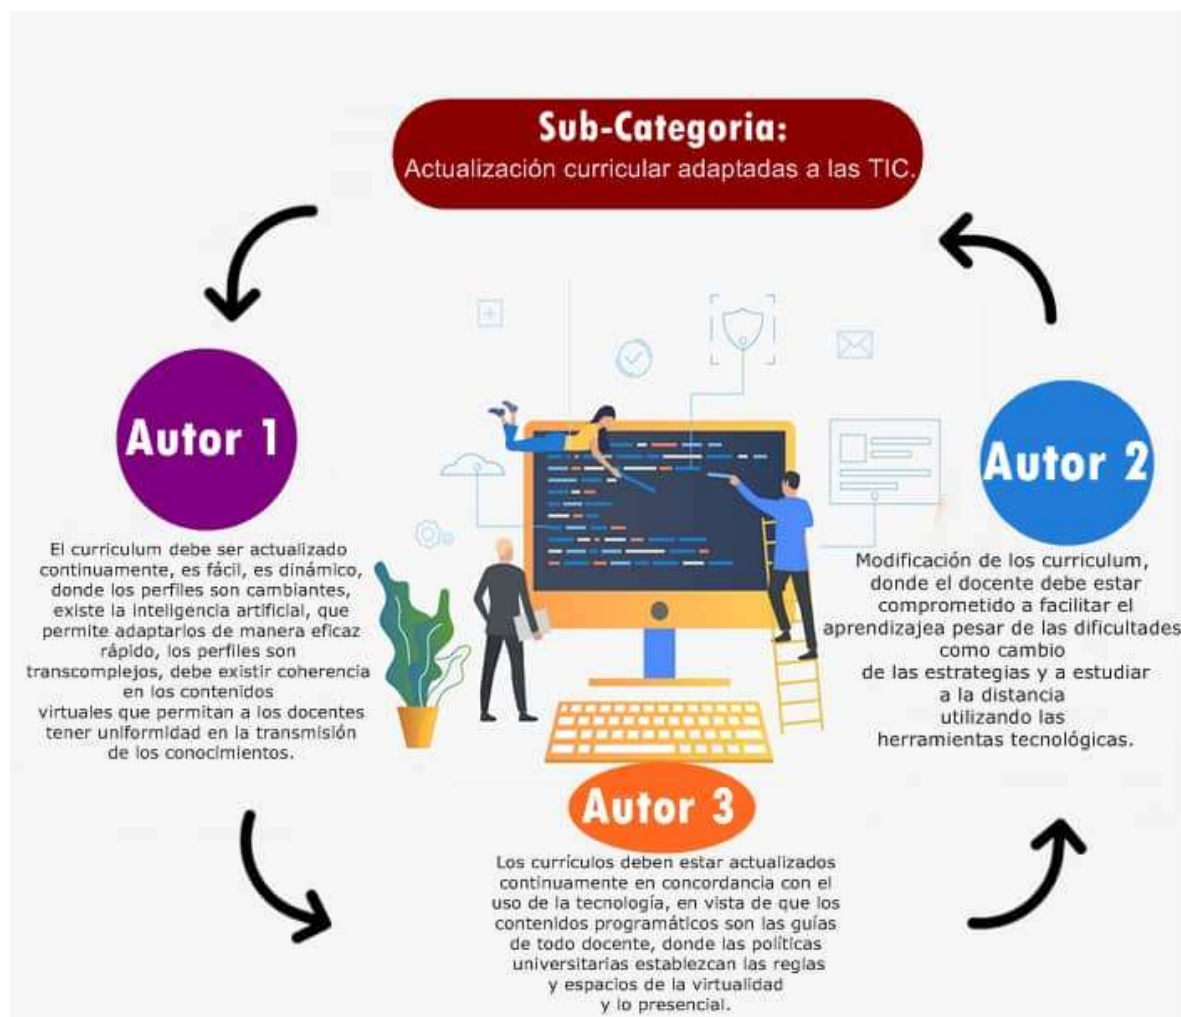 Sub-Categoria:
Actualización curricular adaptadas a las TIC.
Autor 1
El curriculum debe ser actualizado
continuamente, es fácil, es dinámico,
donde los perfiles son cambiantes,
existe la inteligencia artificial, que
permite adaptarlos de manera eficaz
rápido, los perfiles son
transcomplejos, debe existir coherencia
en los contenidos
virtuales que permitan a los docentes
tener uniformidad en la transmisión
de los conocimientos.
Autor 2
Modificación de los curriculum,
donde el docente debe estar
comprometido a facilitar el
aprendizajea pesar de las dificultades
como cambio
de las estrategias y a estudiar
a la distancia
utilizando las
herramientas tecnológicas.
Autor 3
Los currículos deben estar actualizados
continuamente en concordancia con el
uso de la tecnología, en vista de que los
contenidos programáticos son las guías
de todo docente, donde las políticas
universitarias establezcan las reglas
y espacios de la virtualidad
y lo presencial.